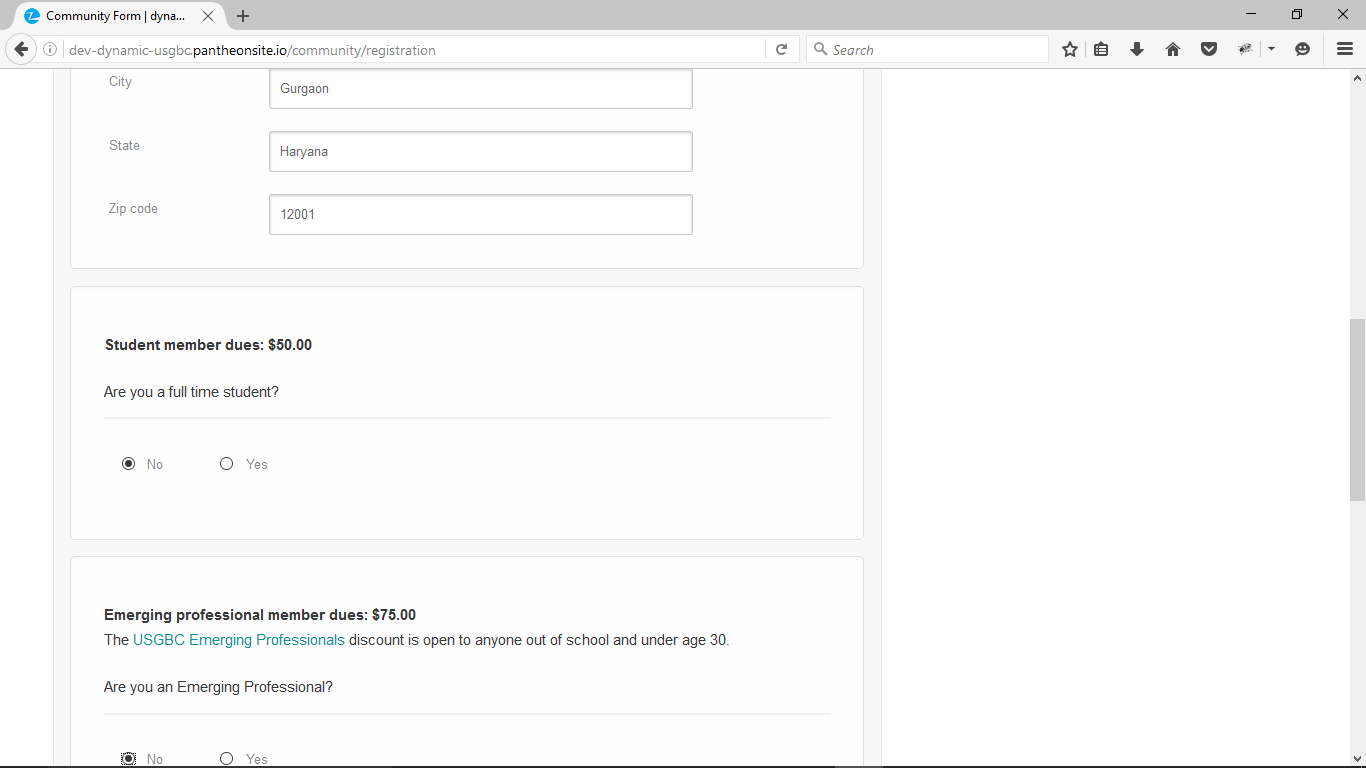 Community Form | dyna...
dev-dynamic-usgbc.pantheonsite.io/community/registration
Search
City
Gurgaon
State
Haryana
Zip code
12001
Student member dues: $50.00
Are you a full time student?
No Yes
Emerging professional member dues: $75.00
The USGBC Emerging Professionals discount is open to anyone out of school and under age 30.
Are you an Emerging Professional?
No Yes